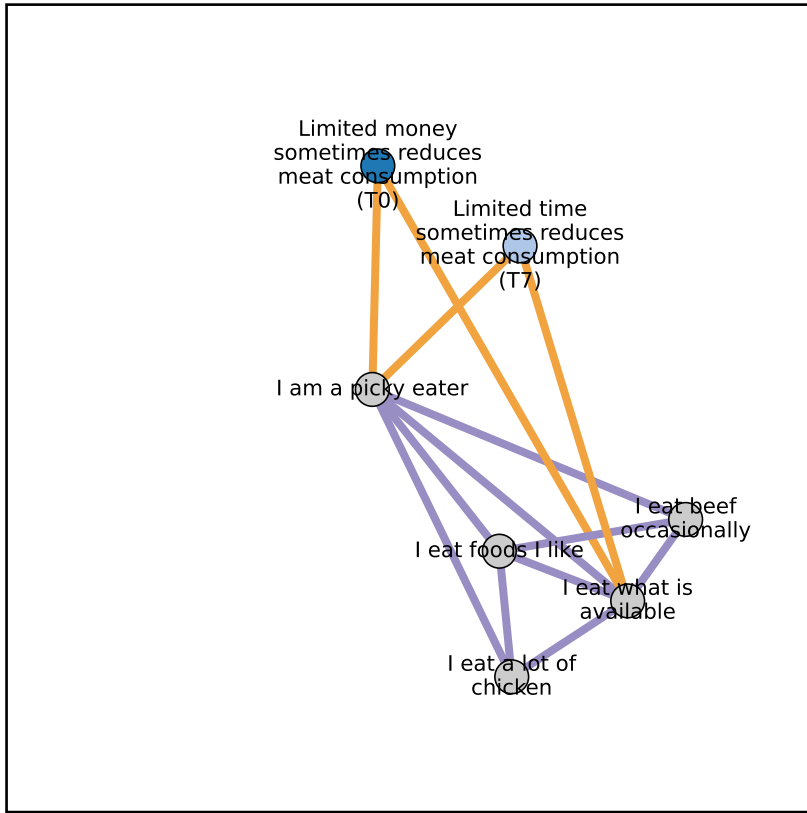 Limited money
sometimes reduces
meat consumption
(T0)
Limited time
sometimes reduces
meat consumption
(T7)
I am a picky eater
I eat beef
occasionally
I eat foods I like
I eat what is
available
I eat a lot of
chicken